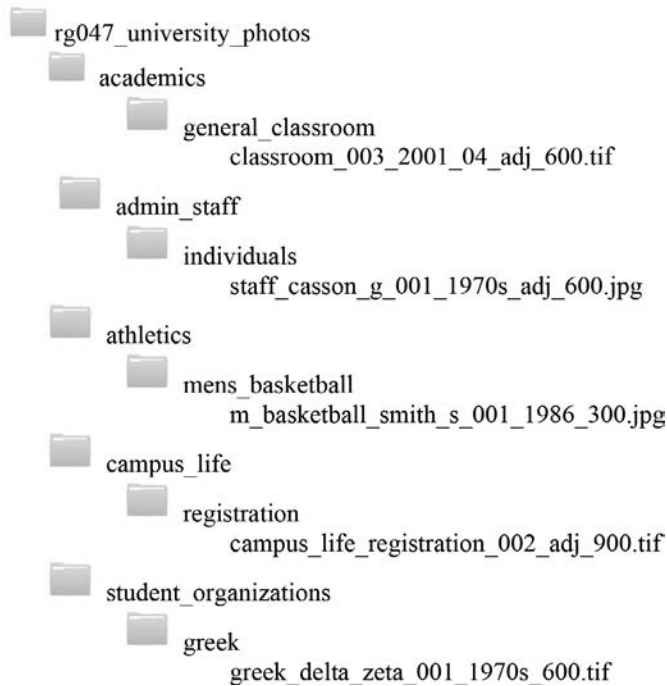 rg047_university_photos
academics
general_classroom
classroom_003_2001_04_adj_600.tif
admin_staff
individuals
staff_casson_g_001_1970s_adj_600.jpg
athletics
mens_basketball
m_basketball_smith_s_001_1986_300.jpg
campus_life
registration
campus_life_registration_002_adj_900.tif
student_organizations
greek
greek_delta_zeta_001_1970s_600.tif